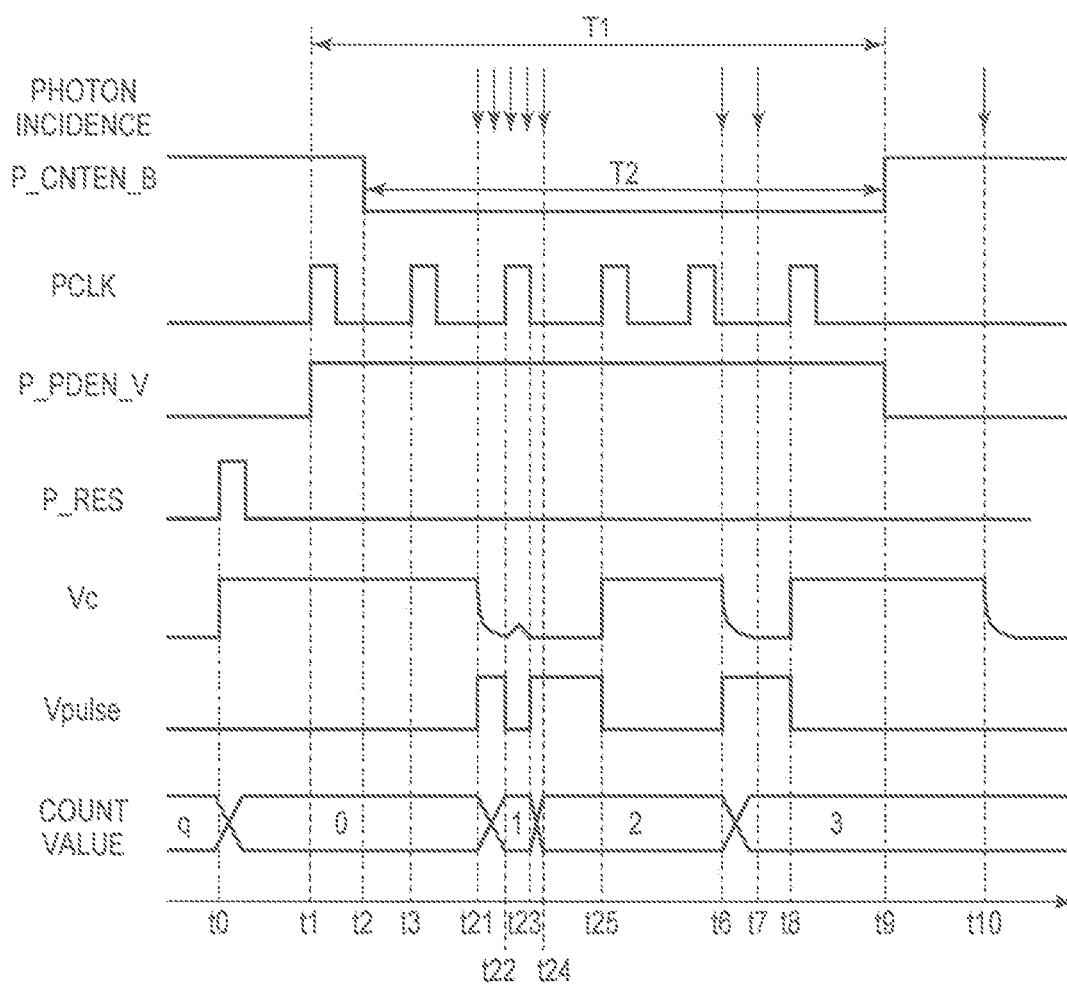 T1
PHOTON
INCIDENCE
P_CNTEN_B
T2
PCLK
P_PDEN_V
P_RES
Vc
Vpulse
COUNT
VALUE
q 0 1 2 3
t0 t1 t2 t3 t21 t23 t25 t6 t7 t8 t9 t10
t22 t24